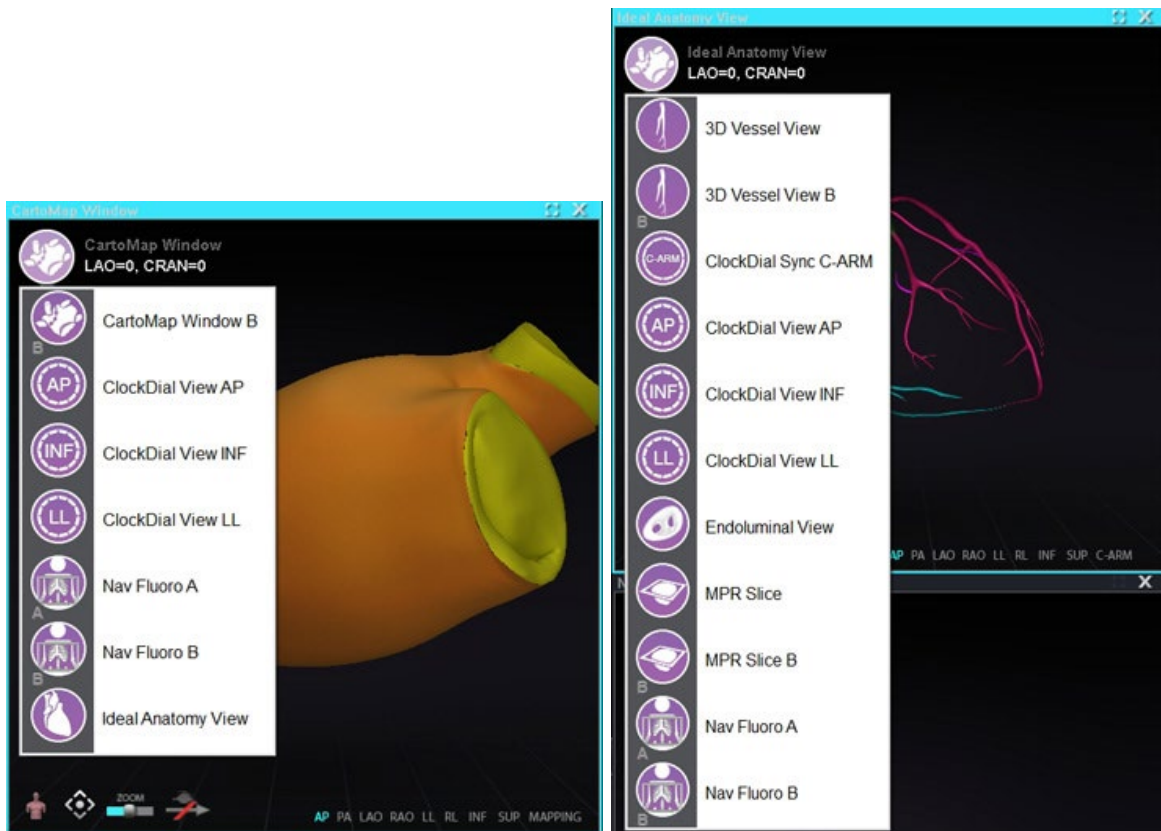 CartoMap Window
CartoMap Window
LAO=0, CRAN=0
CartoMap Window B
B
AP
ClockDial View AP
INF
ClockDial View INF
LL
ClockDial View LL
Nav Fluoro A
A
Nav Fluoro B
B
Ideal Anatomy View
ZOOM
AP PA LAO RAO LL RL INF SUP MAPPING
Ideal Anatomy View
Ideal Anatomy View
LAO=0, CRAN=0
3D Vessel View
3D Vessel View B
B
C-ARM
ClockDial Sync C-ARM
AP
ClockDial View AP
INF
ClockDial View INF
LL
ClockDial View LL
Endoluminal View
AP PA LAO RAO LL RL INF SUP C-ARM
MPR Slice
MPR Slice B
B
Nav Fluoro A
A
Nav Fluoro B
B